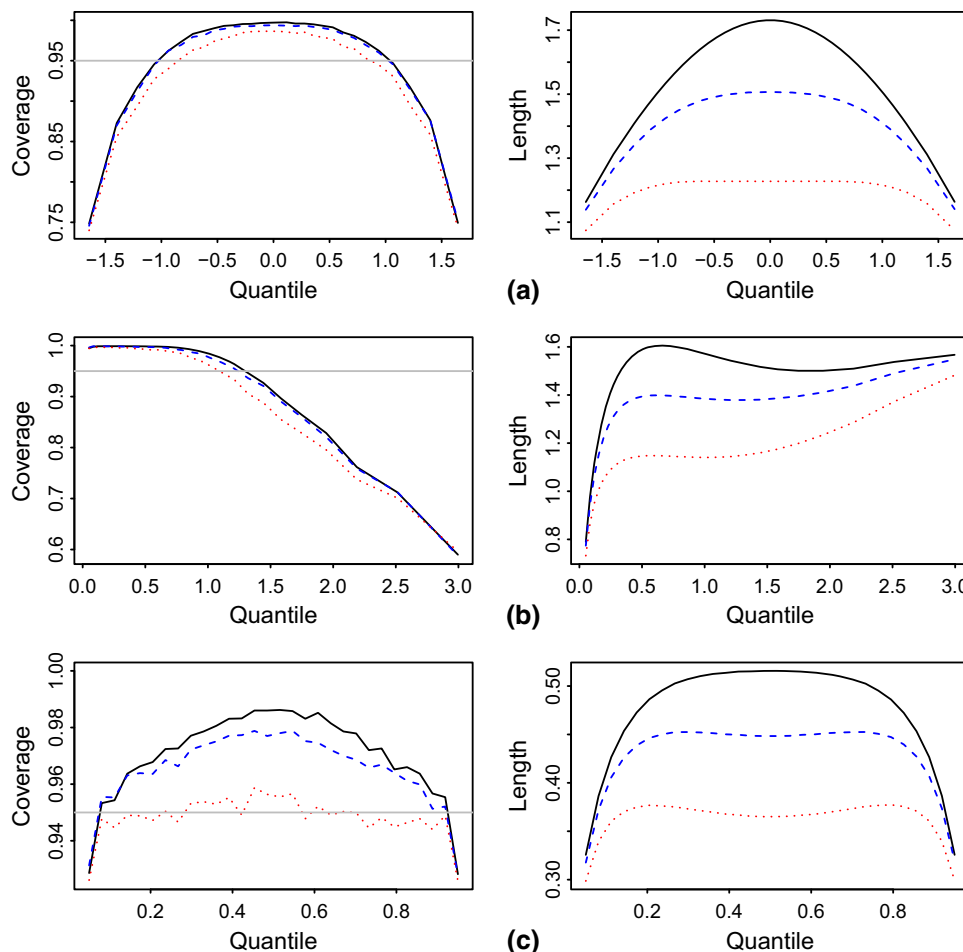 Coverage
0.75 0.85 0.95
−1.5 −1.0 −0.5 0.0 0.5 1.0 1.5
Quantile
Length
1.1 1.3 1.5 1.7
−1.5 −1.0 −0.5 0.0 0.5 1.0 1.5
Quantile
(a)
Coverage
0.6 0.7 0.8 0.9 1.0
0.0 0.5 1.0 1.5 2.0 2.5 3.0
Quantile
Length
0.8 1.0 1.2 1.4 1.6
0.0 0.5 1.0 1.5 2.0 2.5 3.0
Quantile
(b)
Coverage
0.94 0.96 0.98 1.00
0.2 0.4 0.6 0.8
Quantile
Length
0.30 0.40 0.50
0.2 0.4 0.6 0.8
Quantile
(c)